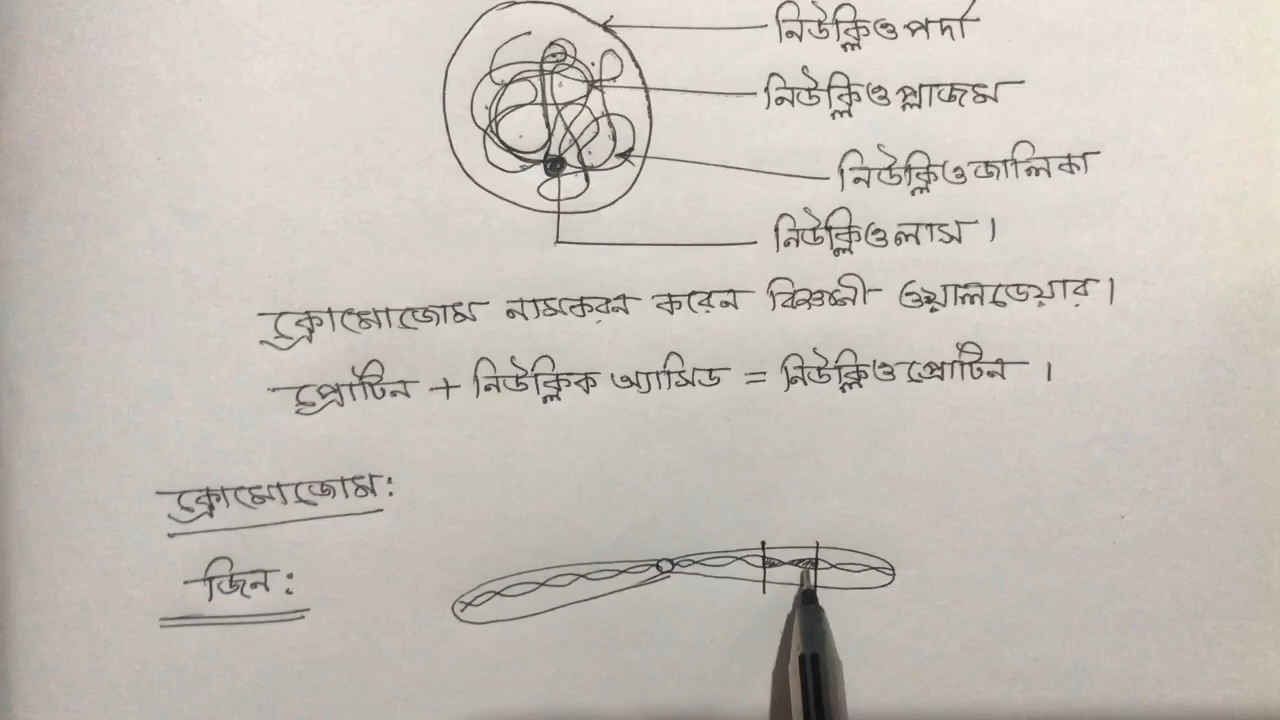 নিউক্লিওপর্দা
নিউক্লিওপ্লাজম
নিউক্লিওজালিকা
নিউক্লিওলাস।
ক্রোমোজোম নামকরন করেন বিজ্ঞানী ওয়ালডেয়ার।
প্রোটিন + নিউক্লিক অ্যাসিড = নিউক্লিওপ্রোটিন ।
ক্রোমোজোম:
জিন: